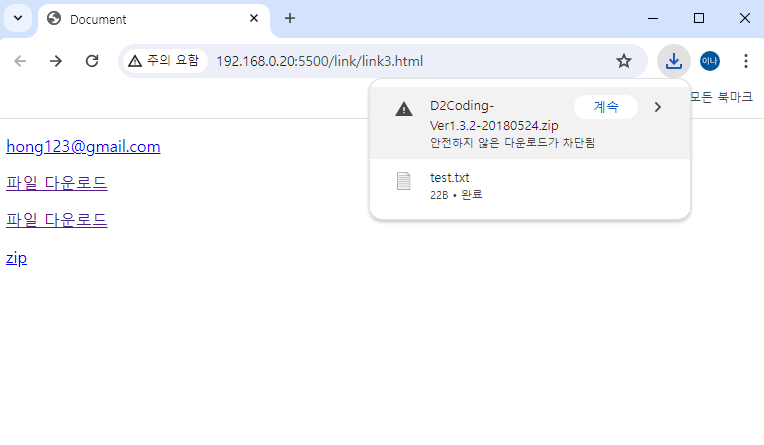 Document
주의 요함
192.168.0.20:5500/link/link3.html
이나
모든 북마크
D2Coding-
Ver1.3.2-20180524.zip
계속
안전하지 않은 다운로드가 차단됨
test.txt
22B • 완료
hong123@gmail.com
파일 다운로드
파일 다운로드
zip